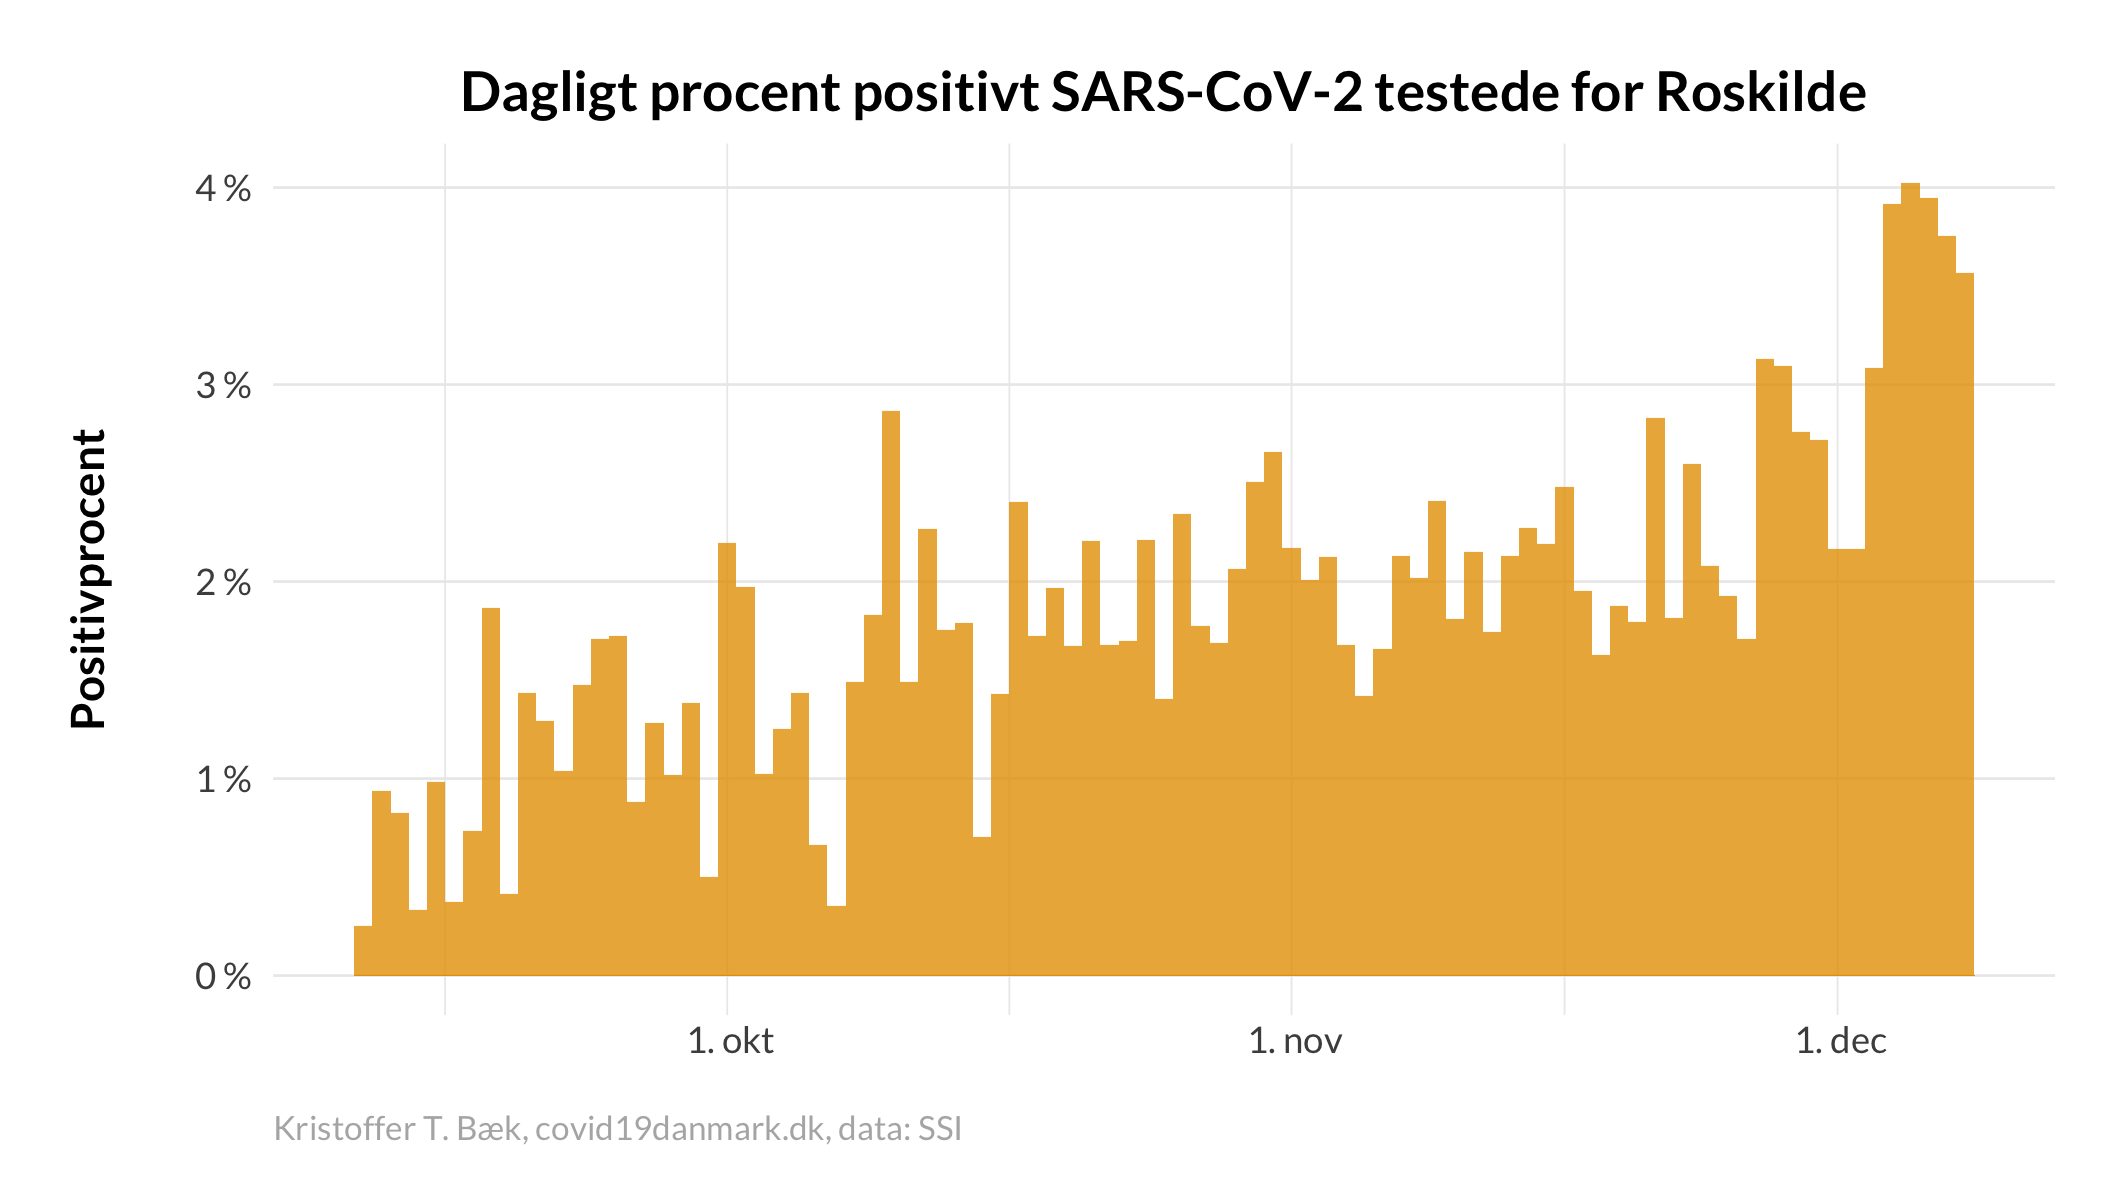 Dagligt procent positivt SARS-CoV-2 testede for Roskilde
Positivprocent
4 %
3 %
2 %
1 %
0 %
1. okt
1. nov
1. dec
Kristoffer T. Bæk, covid19danmark.dk, data: SSI